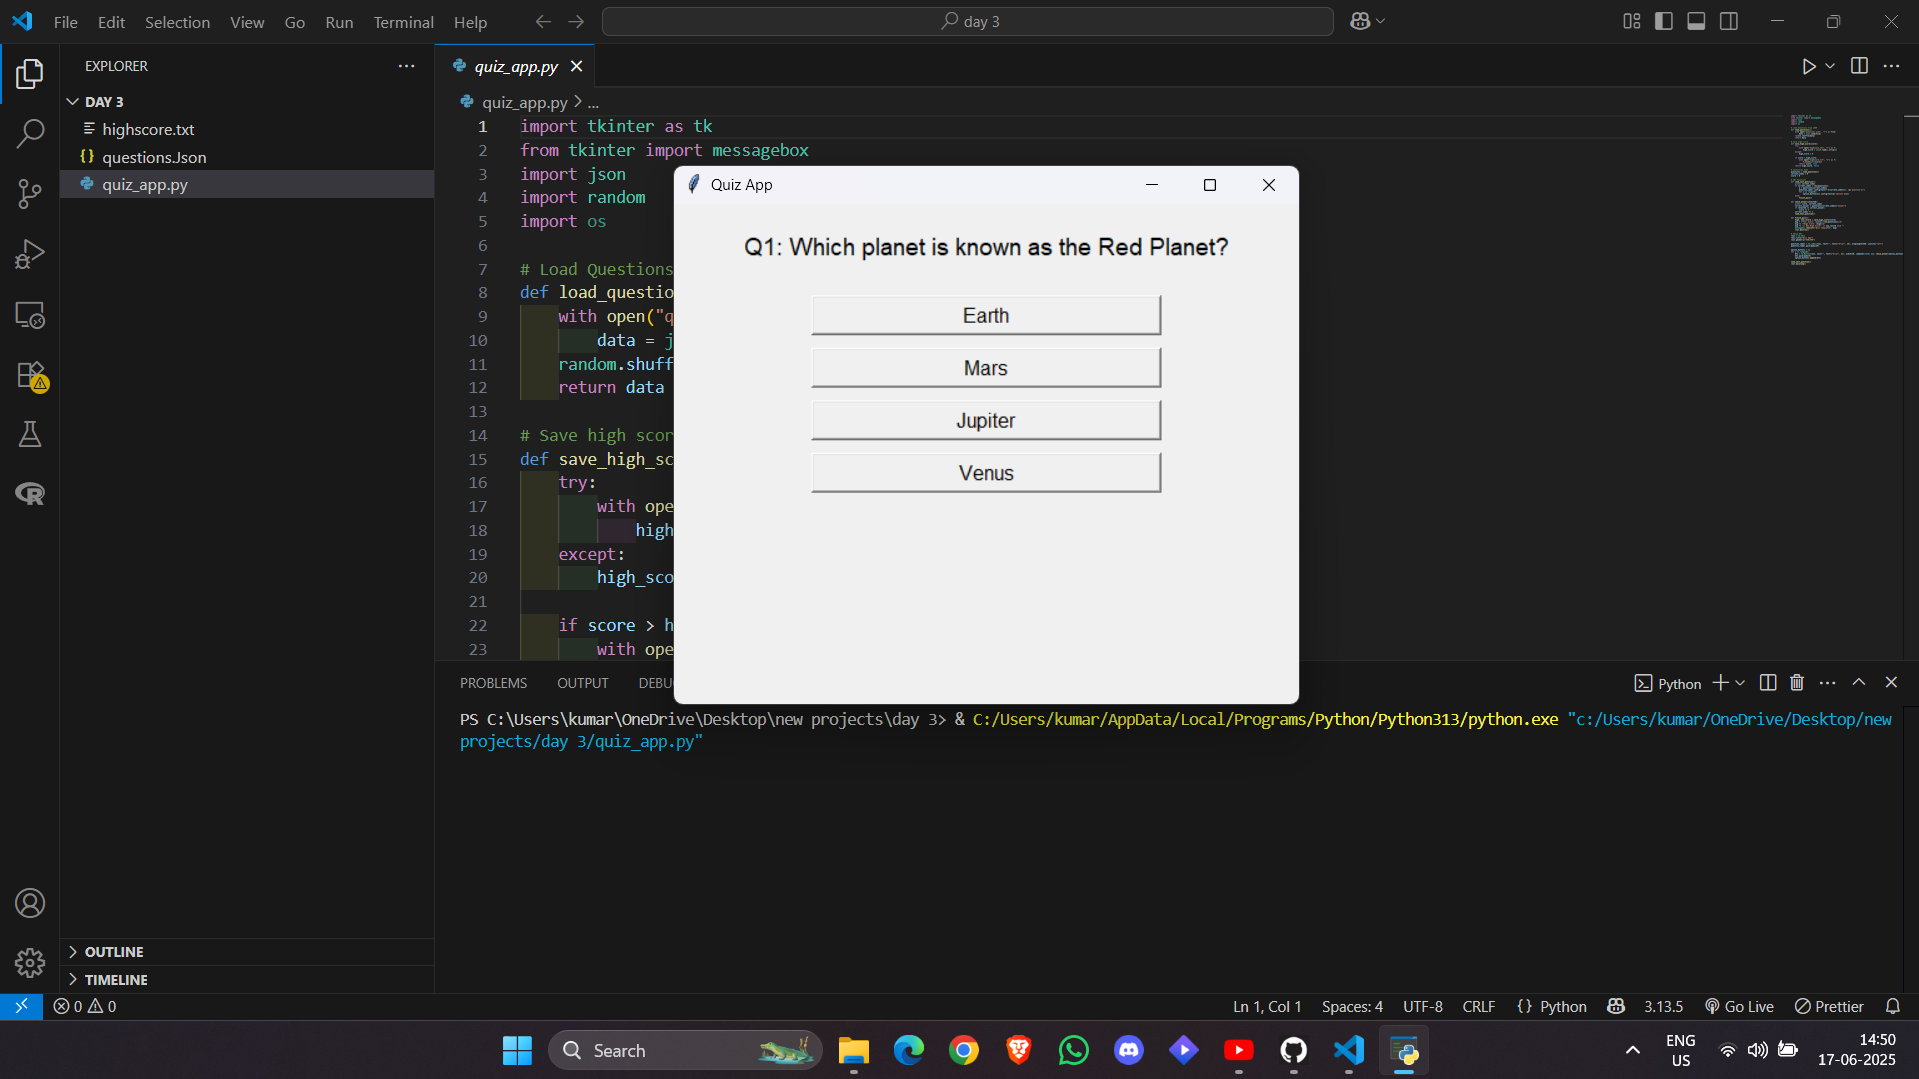 File Edit Selection View Go Run Terminal Help
day 3
EXPLORER
DAY 3
highscore.txt
{} questions.Json
quiz_app.py
OUTLINE
TIMELINE
quiz_app.py
quiz_app.py > ...
1 import tkinter as tk
2 from tkinter import messagebox
3 import json
4 import random
5 import os
6
7 # Load Questions
8 def load_questio
9 with open("q
10 data = j
11 random.shuff
12 return data
13
14 # Save high scor
15 def save_high_sc
16 try:
17 with ope
18 high
19 except:
20 high_sco
21
22 if score > h
23 with ope
Quiz App
Q1: Which planet is known as the Red Planet?
Earth
Mars
Jupiter
Venus
PROBLEMS OUTPUT DEBU
Python
PS C:\Users\kumar\OneDrive\Desktop\new projects\day 3> & C:/Users/kumar/AppData/Local/Programs/Python/Python313/python.exe "c:/Users/kumar/OneDrive/Desktop/new
projects/day 3/quiz_app.py"
0 0
Ln 1, Col 1 Spaces: 4 UTF-8 CRLF {} Python 3.13.5 Go Live Prettier
Search
ENG
US
14:50
17-06-2025